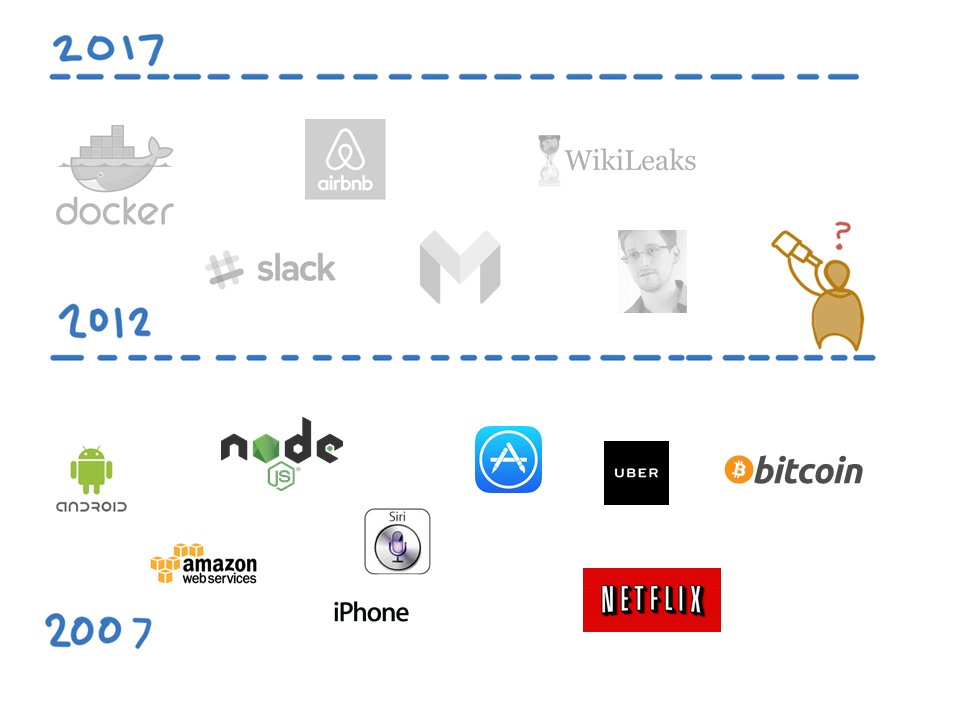 2017
docker
airbnb
WikiLeaks
slack
?
2012
node
JS
UBER
bitcoin
ANDROID
Siri
amazon
web services
iPhone
NETFLIX
2007